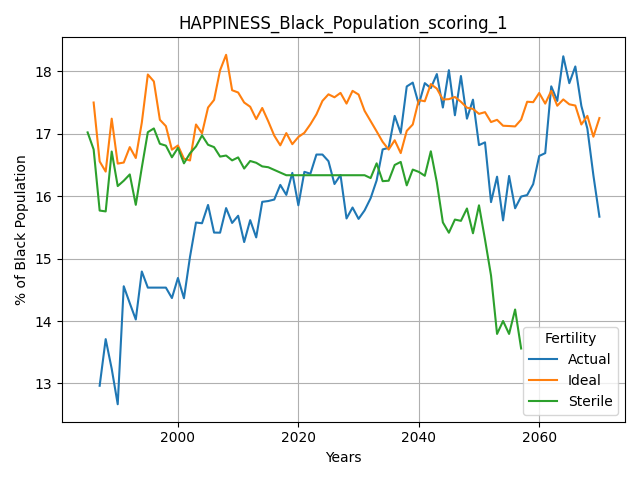 HAPPINESS_Black_Population_scoring_1
% of Black Population
18
17
16
15
14
13
2000
2020
2040
2060
Years
Fertility
Actual
Ideal
Sterile